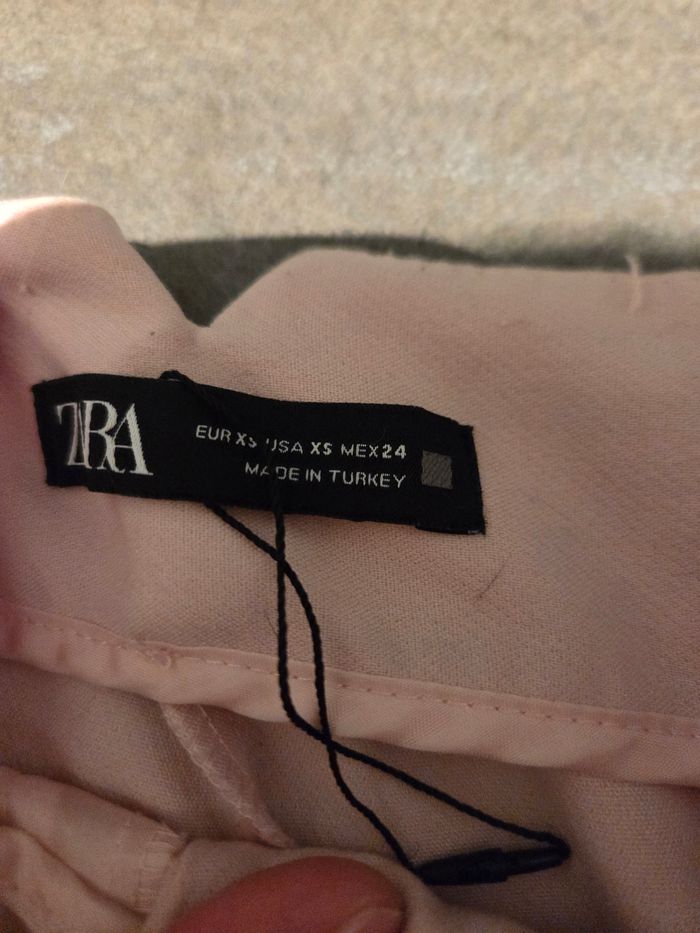 ZARA
EUR XS USA XS MEX 24
MADE IN TURKEY